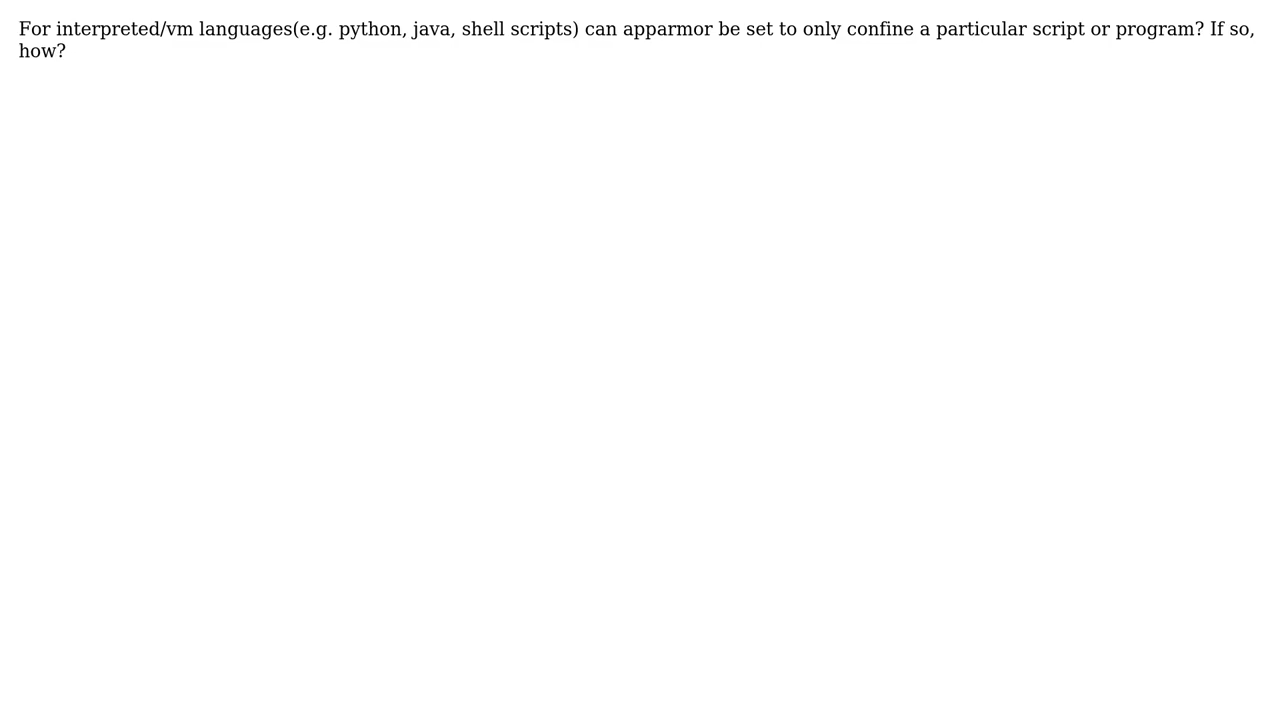 For interpreted/vm languages(e.g. python, java, shell scripts) can apparmor be set to only confine a particular script or program? If so,
how?